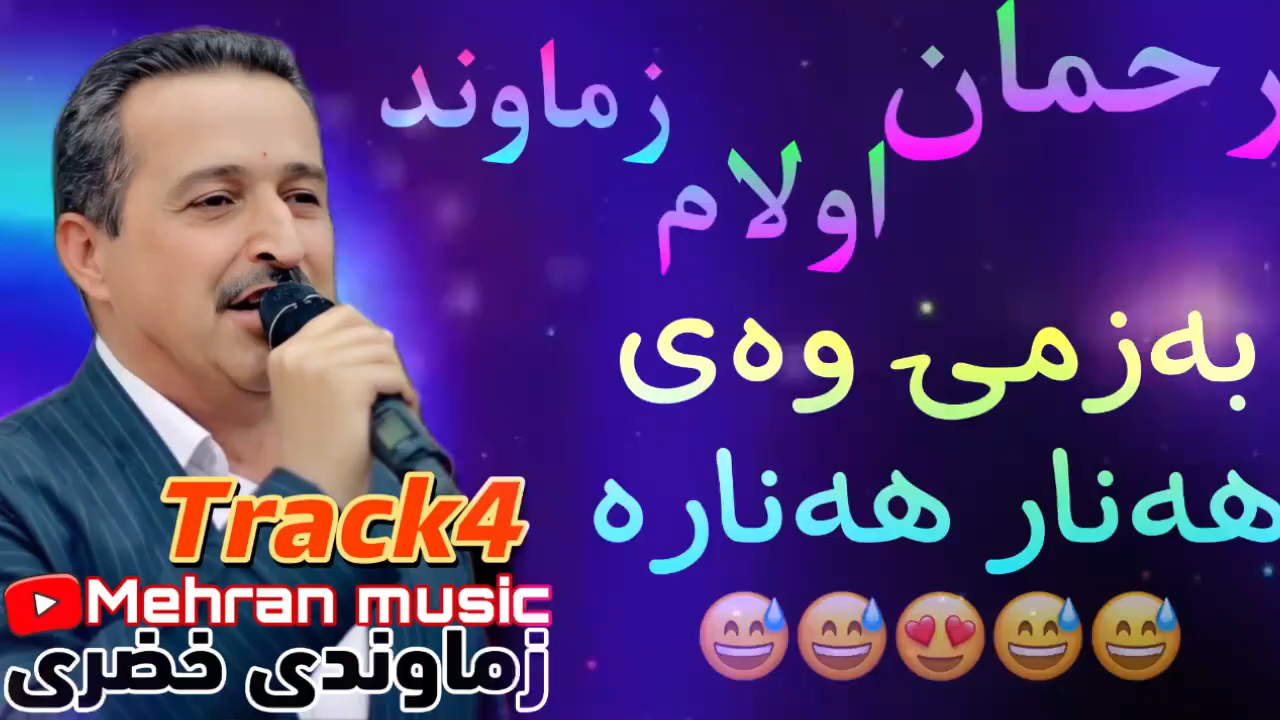 رحمان
زماوند
اولام
بەزمی وەی
هەنار هەنارە
Track4
Mehran music
زماوندی خضری